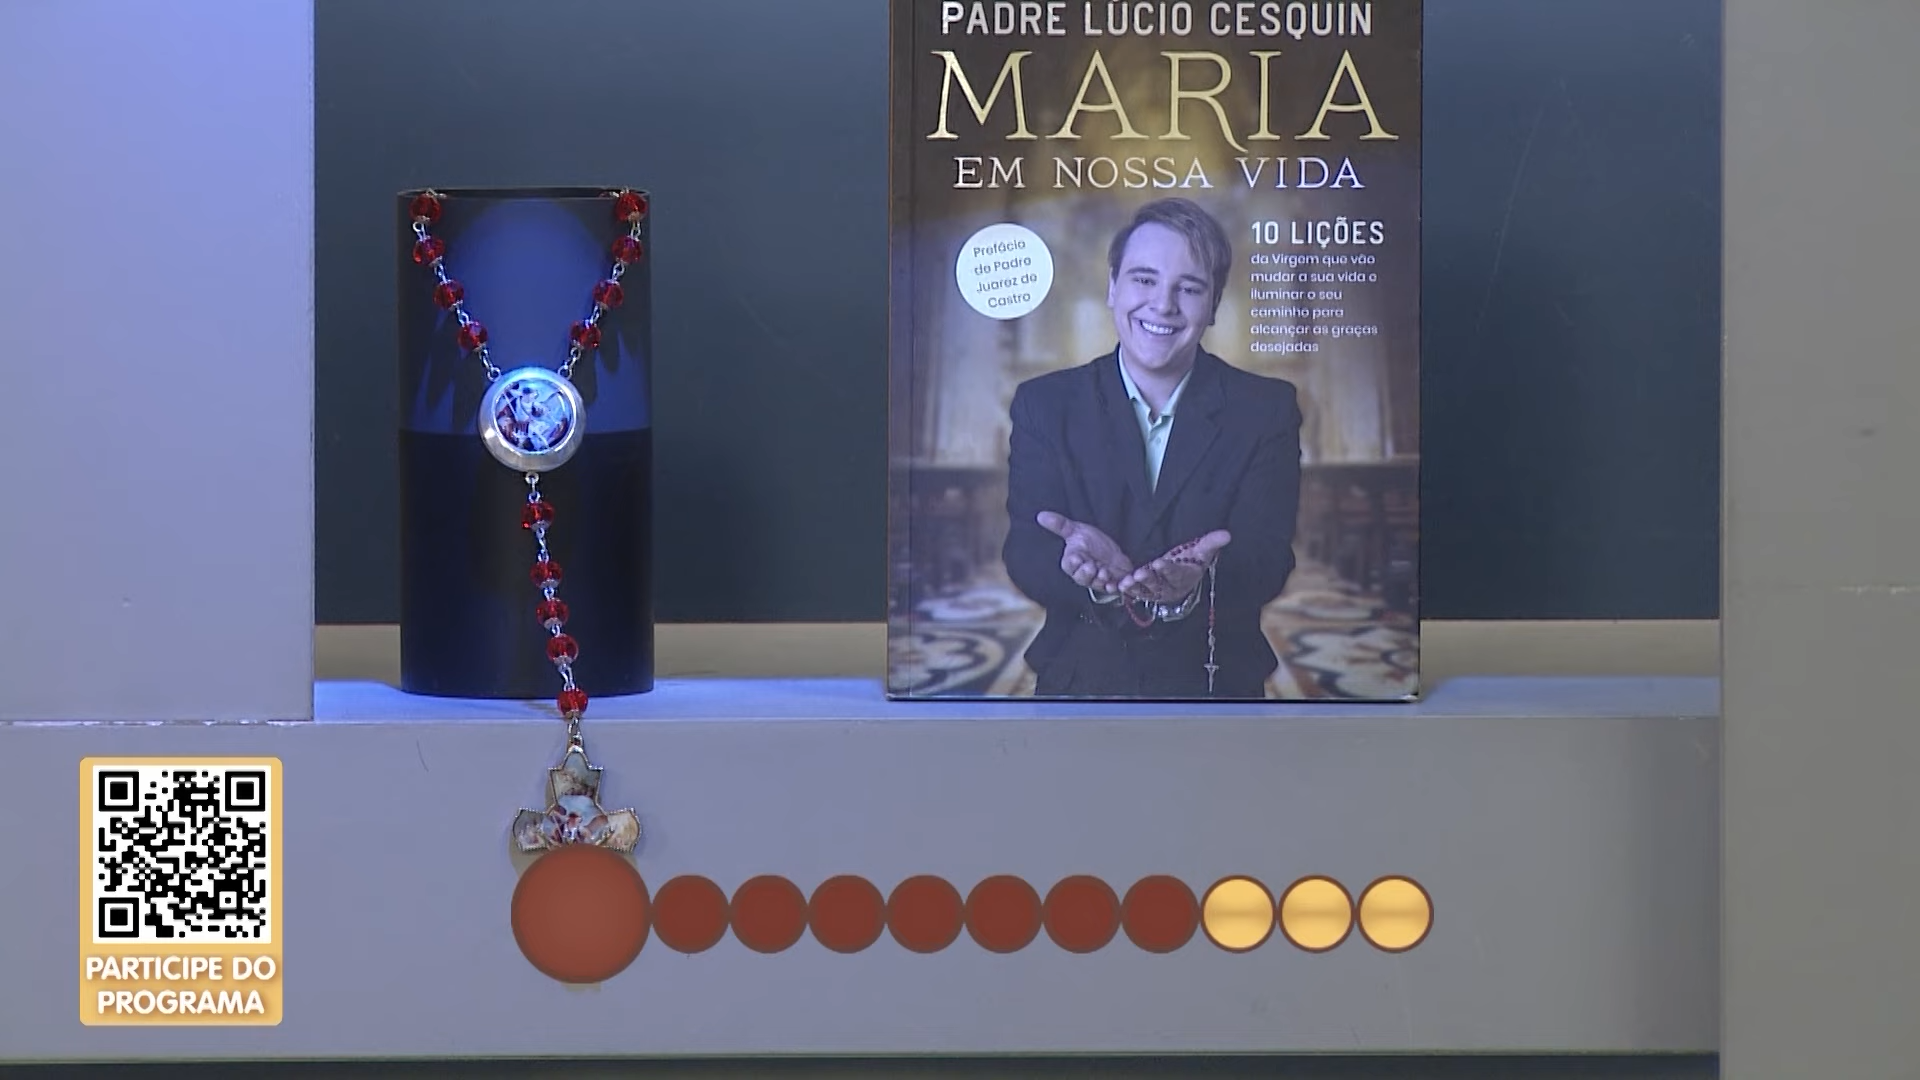 PADRE LÚCIO CESQUIN
MARIA
EM NOSSA VIDA
Prefácio
do Padre
Juarez de
Castro
10 LIÇÕES
da Virgem que vão
mudar a sua vida e
iluminar o seu
caminho para
alcançar as graças
desejadas
PARTICIPE DO
PROGRAMA